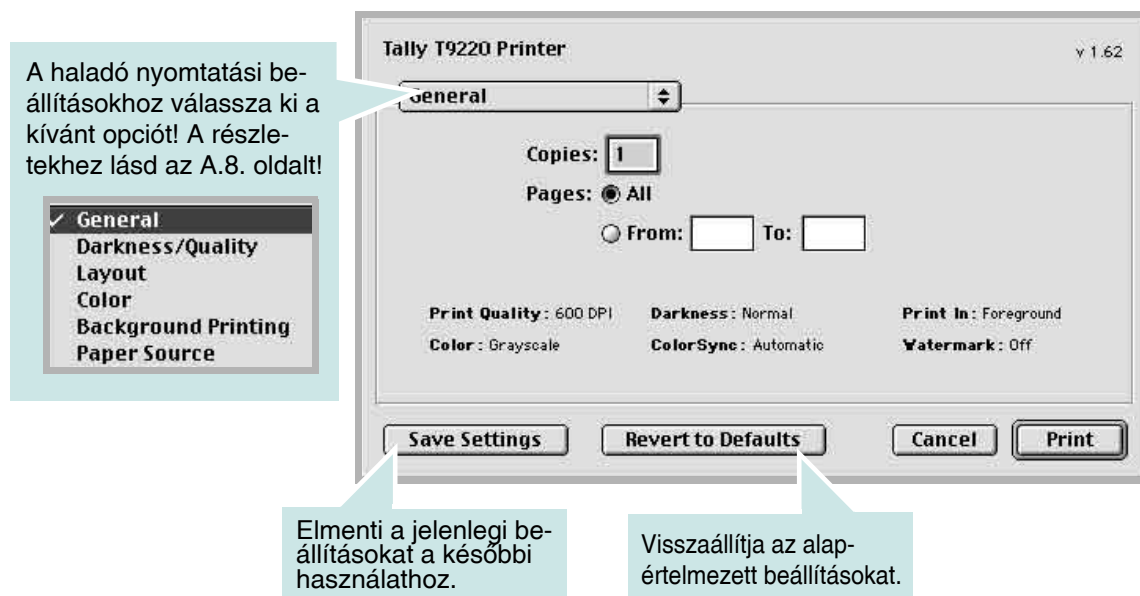 Tally T9220 Printer
v 1.62
A haladó nyomtatási be-
állításokhoz válassza ki a
kívánt opciót! A részle-
tekhez lásd az A.8. oldalt!
General
✓ General
Darkness/Quality
Layout
Color
Background Printing
Paper Source
Copies: 1
Pages: All
From: To:
Print Quality: 600 DPI Darkness: Normal Print In: Foreground
Color: Grayscale ColorSync: Automatic Watermark: Off
Save Settings Revert to Defaults Cancel Print
Elmenti a jelenlegi be-
állításokat a későbbi
használathoz.
Visszaállítja az alap-
értelmezett beállításokat.